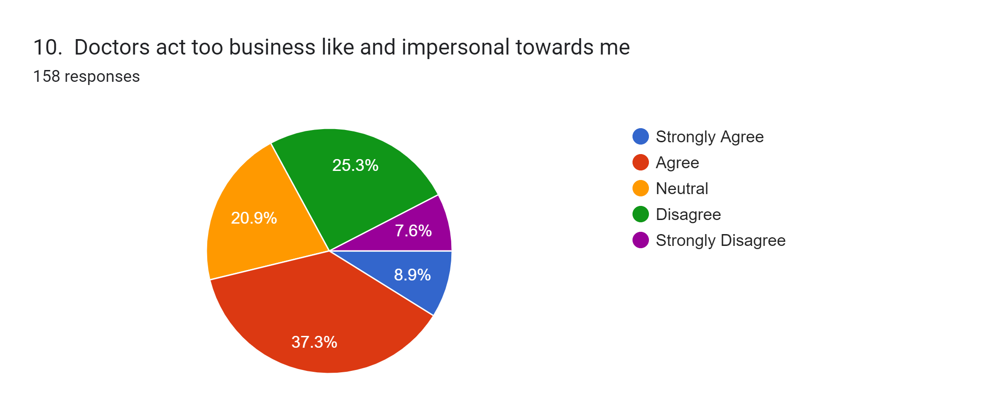 10.  Doctors act too business like and impersonal towards me
158 responses
25.3%
20.9%
7.6%
8.9%
37.3%
Strongly Agree
Agree
Neutral
Disagree
Strongly Disagree